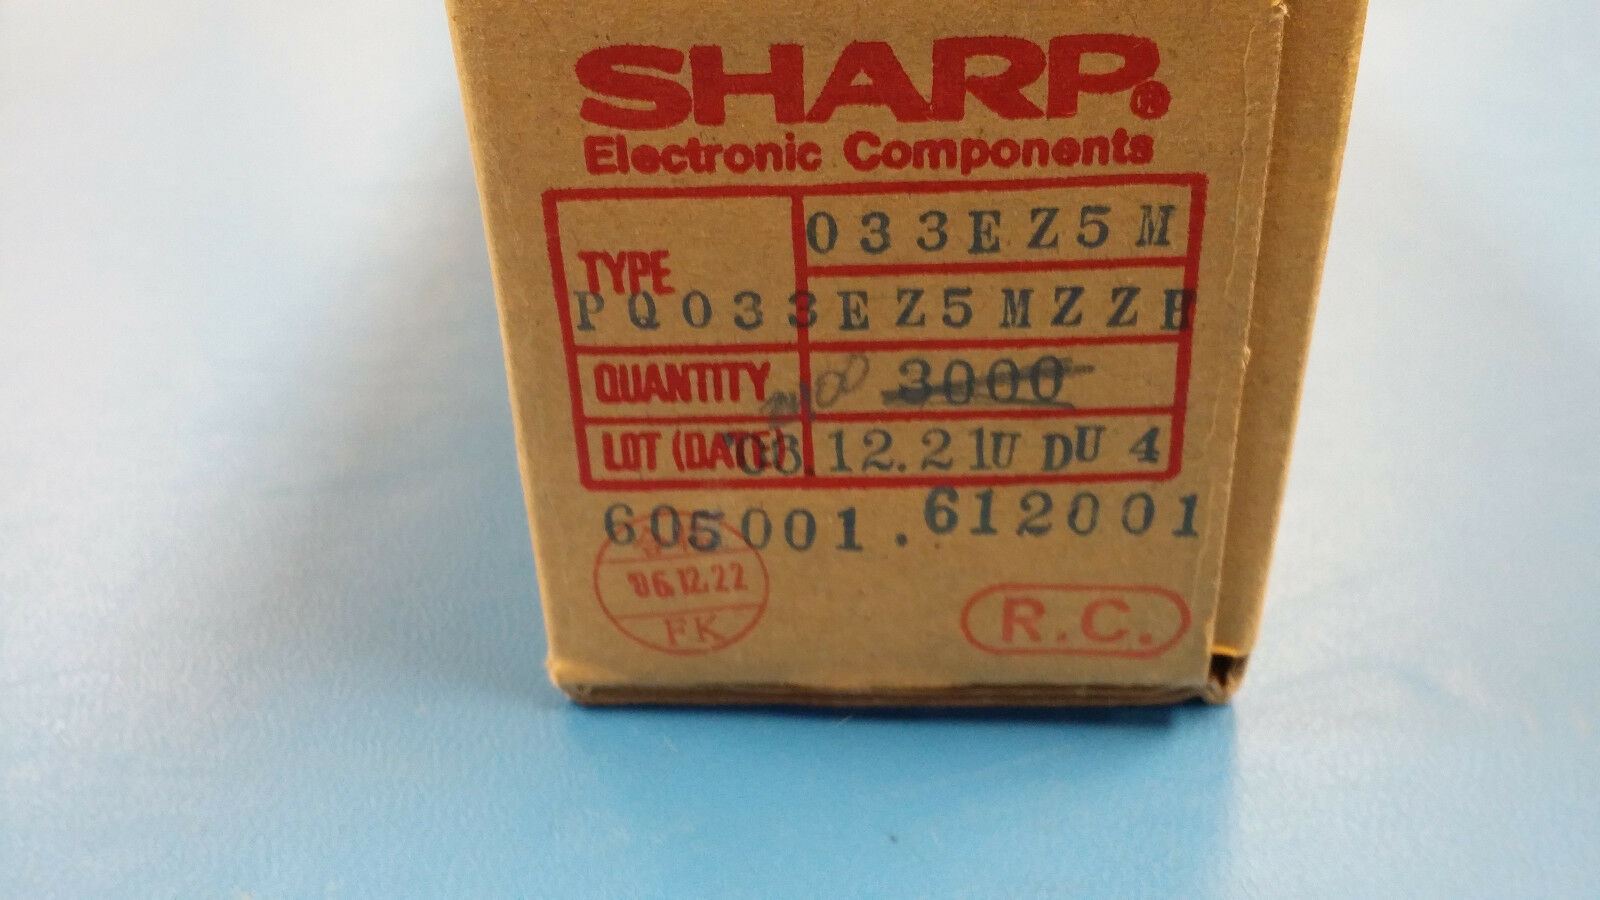 SHARP®
Electronic Components
TYPE
033EZ5M
PQ033EZ5MZZH
QUANTITY
3000
LOT (DATE)
'06.12.21U DU 4
605001.612001
'06.12.22
FK
R.C.